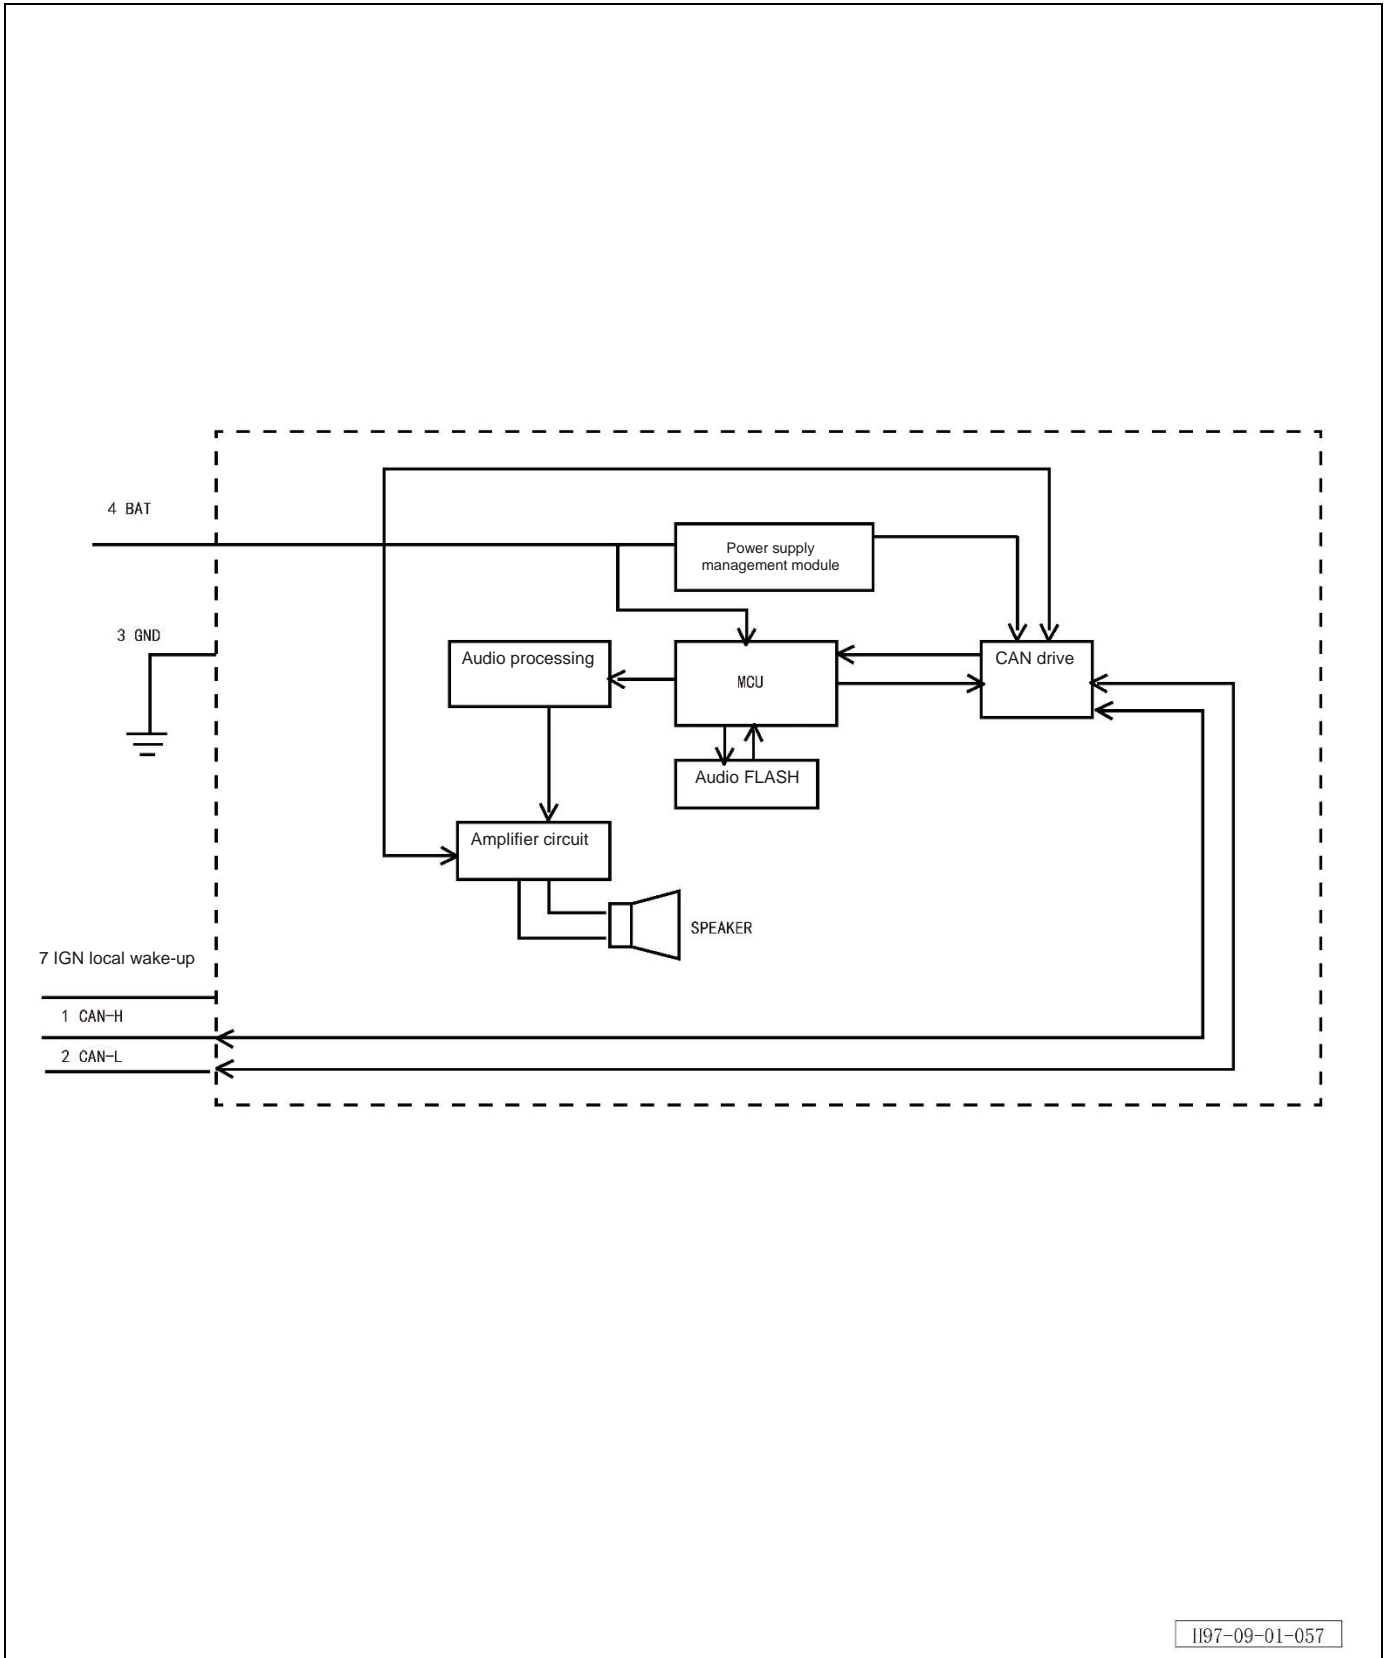 4 BAT
Power supply
management module
3 GND
Audio processing
MCU
CAN drive
Audio FLASH
Amplifier circuit
SPEAKER
7 IGN local wake-up
1 CAN-H
2 CAN-L
H97-09-01-057